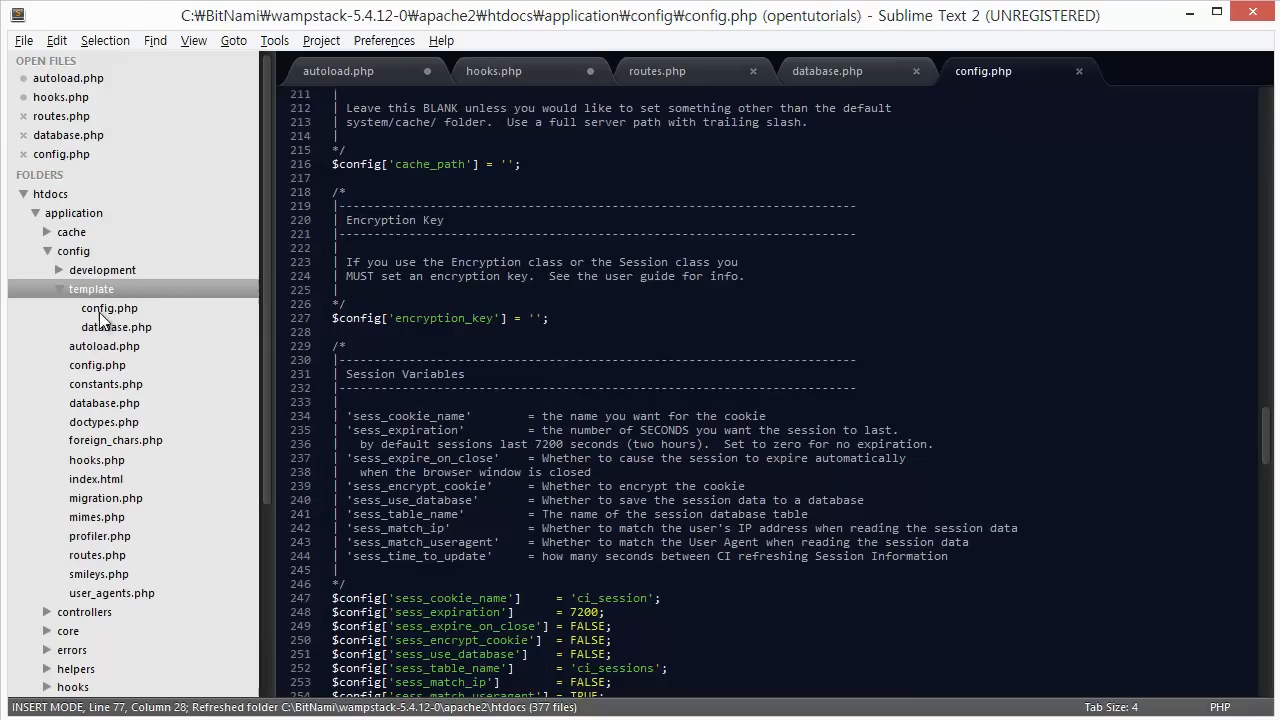 C:\BitNami\wampstack-5.4.12-0\apache2\htdocs\application\config\config.php (opentutorials) - Sublime Text 2 (UNREGISTERED)
File Edit Selection Find View Goto Tools Project Preferences Help
OPEN FILES
autoload.php
hooks.php
routes.php
database.php
config.php
FOLDERS
htdocs
application
cache
config
development
template
config.php
database.php
autoload.php
config.php
constants.php
database.php
doctypes.php
foreign_chars.php
hooks.php
index.html
migration.php
mimes.php
profiler.php
routes.php
smileys.php
user_agents.php
controllers
core
errors
helpers
hooks
autoload.php hooks.php routes.php database.php config.php
211 |
212 | Leave this BLANK unless you would like to set something other than the default
213 | system/cache/ folder.  Use a full server path with trailing slash.
214 |
215 */
216 $config['cache_path'] = '';
217
218 /*
219 |--------------------------------------------------------------------------
220 | Encryption Key
221 |--------------------------------------------------------------------------
222 |
223 | If you use the Encryption class or the Session class you
224 | MUST set an encryption key.  See the user guide for info.
225 |
226 */
227 $config['encryption_key'] = '';
228
229 /*
230 |--------------------------------------------------------------------------
231 | Session Variables
232 |--------------------------------------------------------------------------
233 |
234 | 'sess_cookie_name'        = the name you want for the cookie
235 | 'sess_expiration'         = the number of SECONDS you want the session to last.
236 |   by default sessions last 7200 seconds (two hours).  Set to zero for no expiration.
237 | 'sess_expire_on_close'    = Whether to cause the session to expire automatically
238 |   when the browser window is closed
239 | 'sess_encrypt_cookie'     = Whether to encrypt the cookie
240 | 'sess_use_database'       = Whether to save the session data to a database
241 | 'sess_table_name'         = The name of the session database table
242 | 'sess_match_ip'           = Whether to match the user's IP address when reading the session data
243 | 'sess_match_useragent'    = Whether to match the User Agent when reading the session data
244 | 'sess_time_to_update'     = how many seconds between CI refreshing Session Information
245 |
246 */
247 $config['sess_cookie_name']     = 'ci_session';
248 $config['sess_expiration']      = 7200;
249 $config['sess_expire_on_close'] = FALSE;
250 $config['sess_encrypt_cookie']  = FALSE;
251 $config['sess_use_database']    = FALSE;
252 $config['sess_table_name']      = 'ci_sessions';
253 $config['sess_match_ip']        = FALSE;
254 $config['sess_match_useragent'] = TRUE;
INSERT MODE, Line 77, Column 28; Refreshed folder C:\BitNami\wampstack-5.4.12-0\apache2\htdocs (377 files) Tab Size: 4 PHP